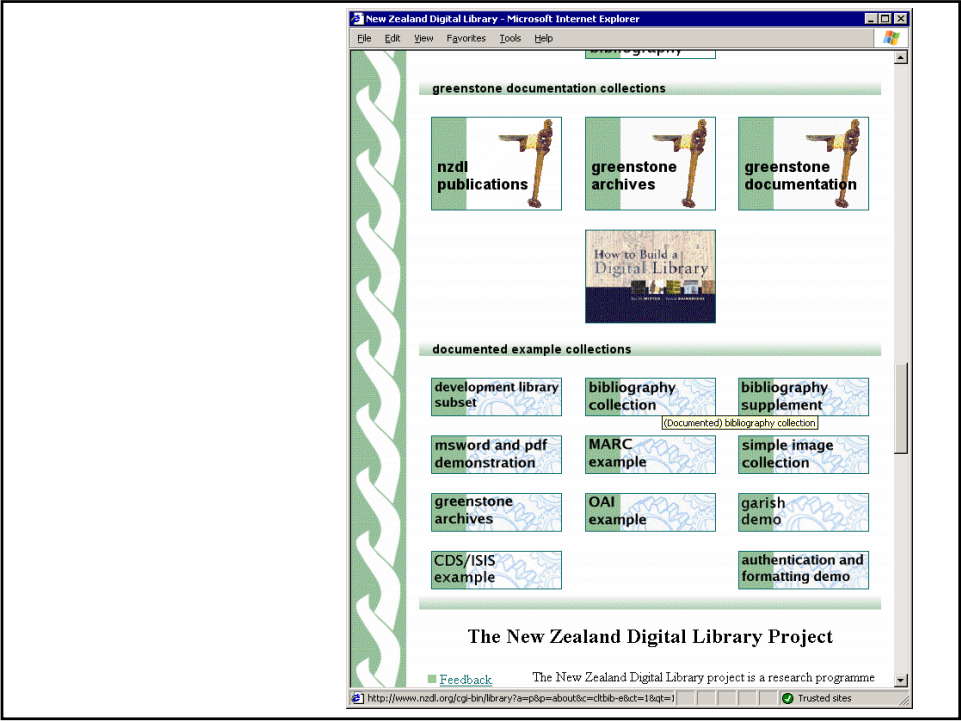 New Zealand Digital Library - Microsoft Internet Explorer
File Edit View Favorites Tools Help
bibliography
greenstone documentation collections
nzdl
publications
greenstone
archives
greenstone
documentation
How to Build a
Digital Library
documented example collections
development library
subset
bibliography
collection
bibliography
supplement
(Documented) bibliography collection
msword and pdf
demonstration
MARC
example
simple image
collection
greenstone
archives
OAI
example
garish
demo
CDS/ISIS
example
authentication and
formatting demo
The New Zealand Digital Library Project
Feedback
The New Zealand Digital Library project is a research programme
http://www.nzdl.org/cgi-bin/library?a=p&p=about&c=cltbib-e&ct=1&qt=1
Trusted sites